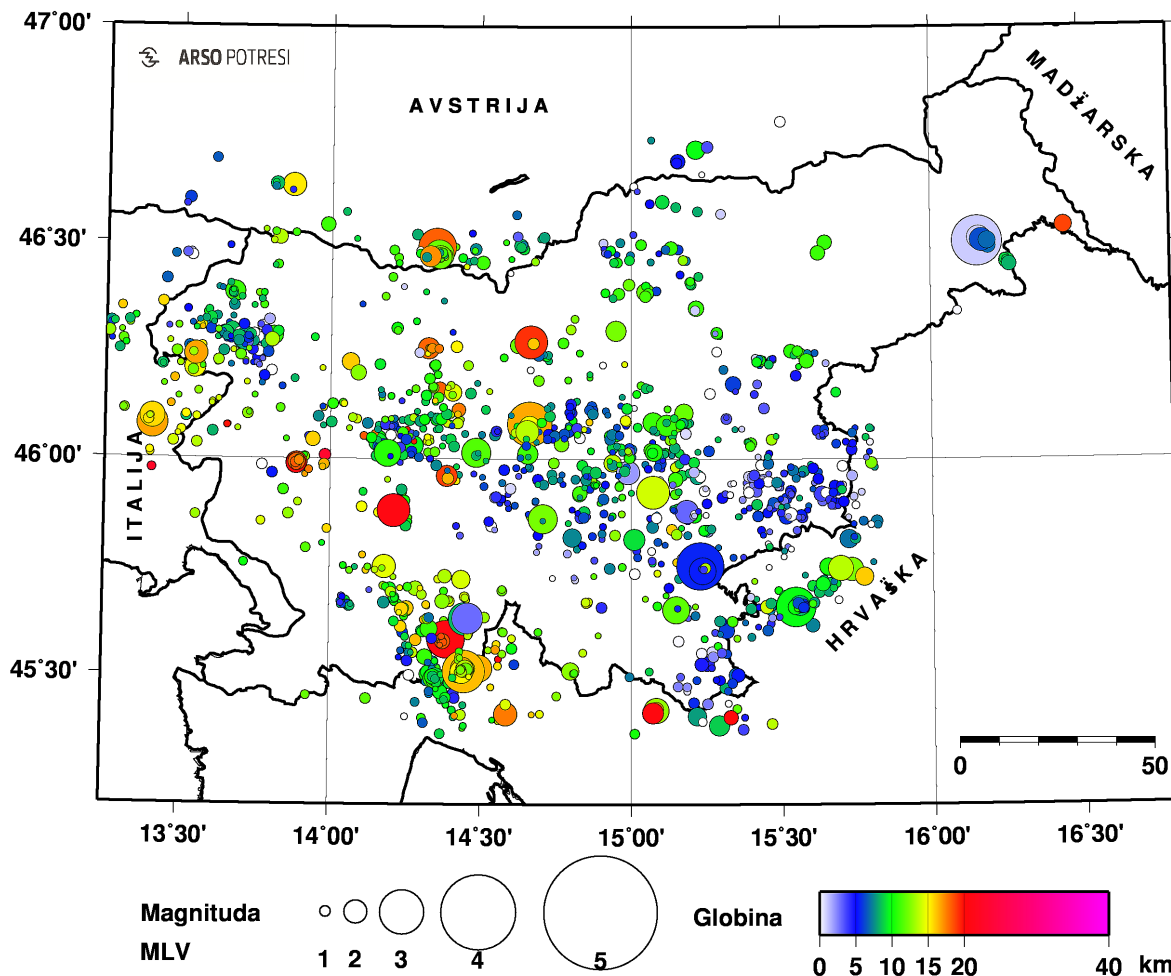 47°00'
ARSO POTRESI
AVSTRIJA
MADŽARSKA
46°30'
46°00'
ITALIJA
HRVAŠKA
45°30'
0 50
13°30' 14°00' 14°30' 15°00' 15°30' 16°00' 16°30'
Magnituda
MLV
1 2 3 4 5
Globina
0 5 10 15 20 40 km